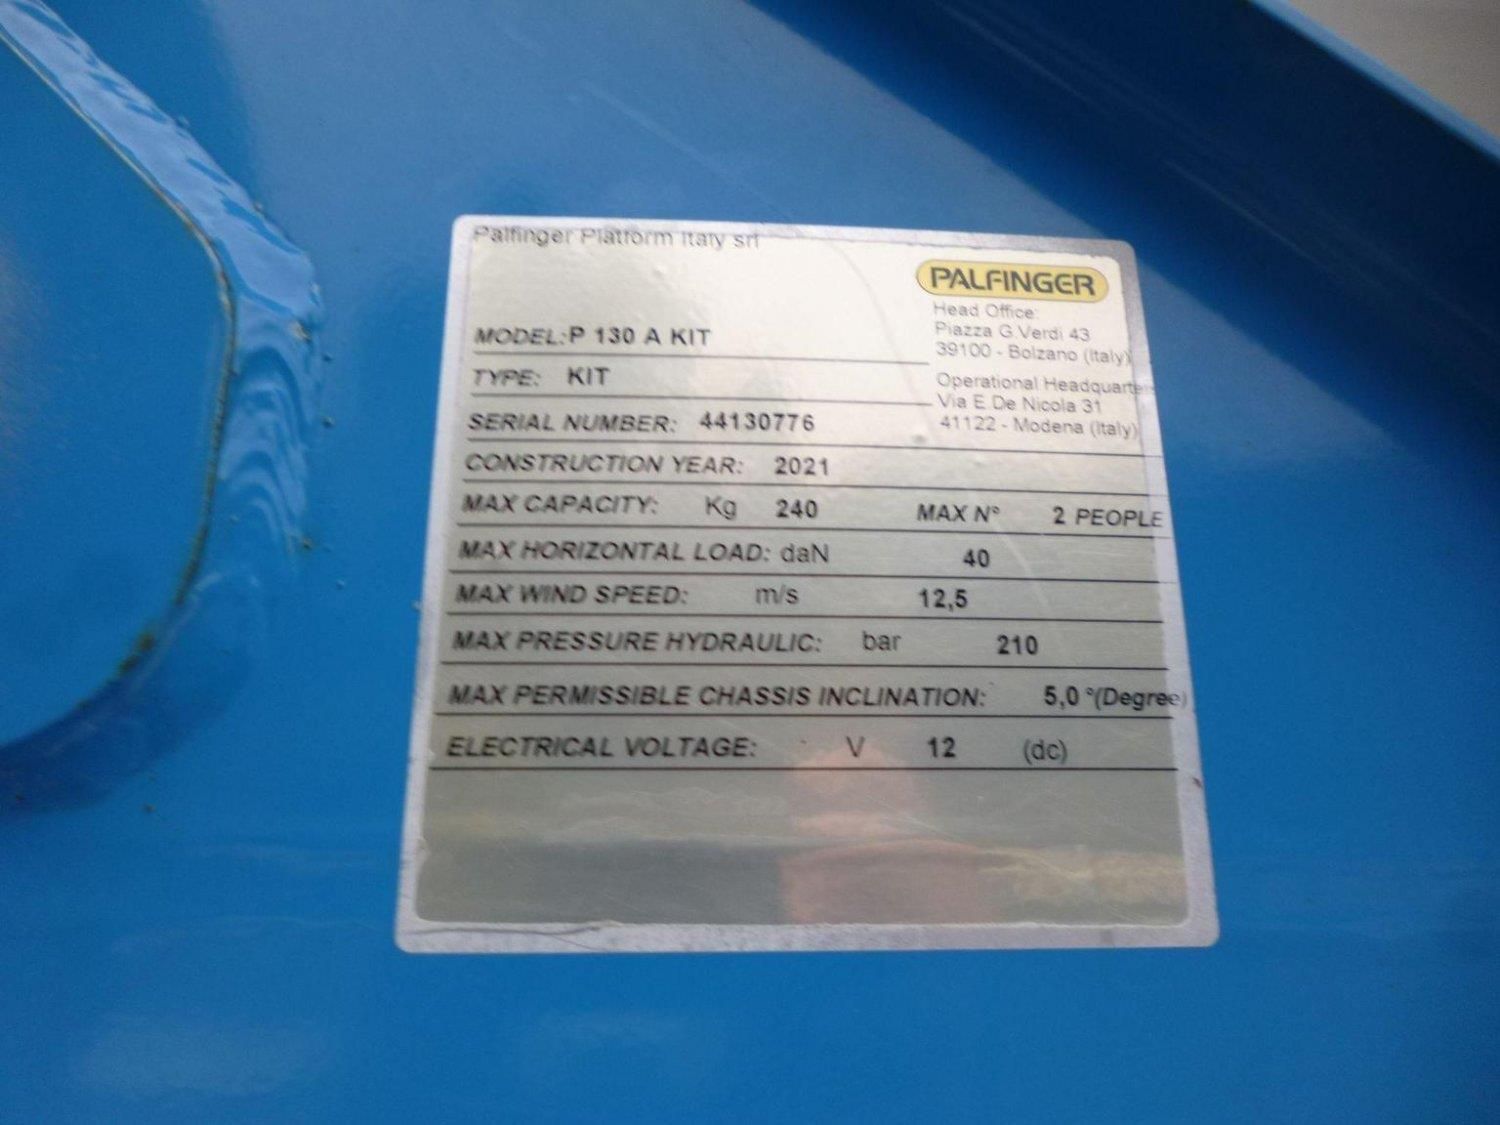 Palfinger Platform Italy srl
PALFINGER
Head Office:
Piazza G.Verdi 43
39100 - Bolzano (Italy)
Operational Headquarters
Via E.De Nicola 31
41122 - Modena (Italy)
MODEL: P 130 A KIT
TYPE: KIT
SERIAL NUMBER: 44130776
CONSTRUCTION YEAR: 2021
MAX CAPACITY: Kg 240 MAX N° 2 PEOPLE
MAX HORIZONTAL LOAD: daN 40
MAX WIND SPEED: m/s 12,5
MAX PRESSURE HYDRAULIC: bar 210
MAX PERMISSIBLE CHASSIS INCLINATION: 5,0 °(Degree)
ELECTRICAL VOLTAGE: V 12 (dc)